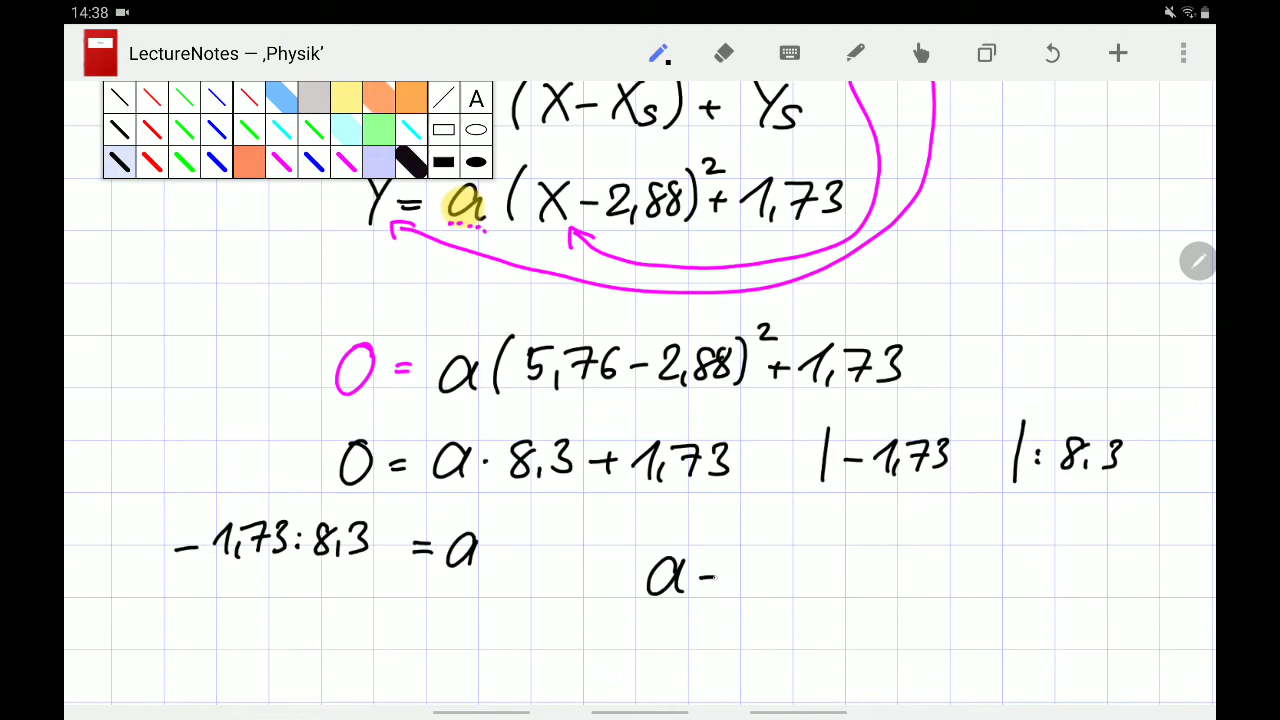 14:38
LectureNotes — ‚Physik’
A
(X - Xs) + Ys
Y = a (X - 2,88)² + 1,73
0 = a (5,76 - 2,88)² + 1,73
0 = a · 8,3 + 1,73 | - 1,73 | : 8,3
- 1,73 : 8,3 = a
a -